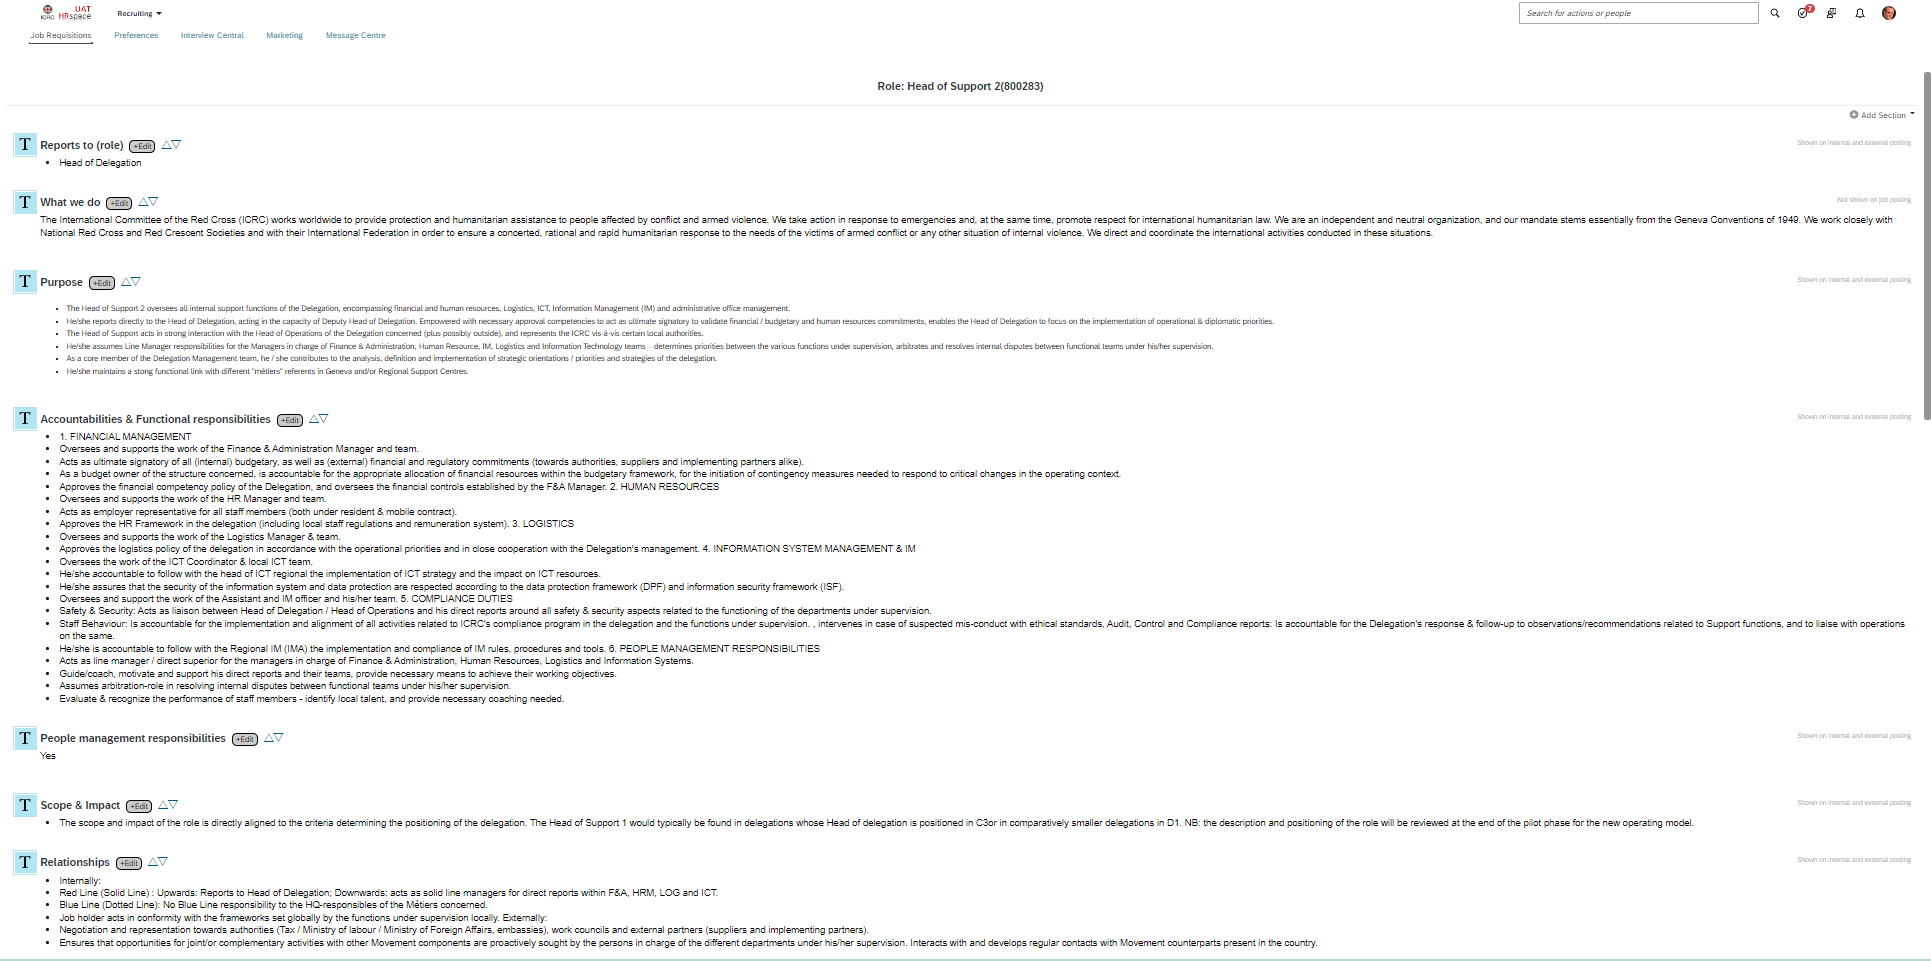 ICRC UAT HRspace Recruiting Search for actions or people 7
Job Requisitions Preferences Interview Central Marketing Message Centre
Role: Head of Support 2(800283)
Add Section
T Reports to (role) +Edit Shown on internal and external posting
Head of Delegation
T What we do +Edit Not shown on job posting
The International Committee of the Red Cross (ICRC) works worldwide to provide protection and humanitarian assistance to people affected by conflict and armed violence. We take action in response to emergencies and, at the same time, promote respect for international humanitarian law. We are an independent and neutral organization, and our mandate stems essentially from the Geneva Conventions of 1949. We work closely with
National Red Cross and Red Crescent Societies and with their International Federation in order to ensure a concerted, rational and rapid humanitarian response to the needs of the victims of armed conflict or any other situation of internal violence. We direct and coordinate the international activities conducted in these situations.
T Purpose +Edit Shown on internal and external posting
The Head of Support 2 oversees all internal support functions of the Delegation, encompassing financial and human resources, Logistics, ICT, Information Management (IM) and administrative office management.
He/she reports directly to the Head of Delegation, acting in the capacity of Deputy Head of Delegation. Empowered with necessary approval competencies to act as ultimate signatory to validate financial / budgetary and human resources commitments, enables the Head of Delegation to focus on the implementation of operational & diplomatic priorities.
The Head of Support acts in strong interaction with the Head of Operations of the Delegation concerned (plus possibly outside), and represents the ICRC vis-à-vis certain local authorities.
He/she assumes Line Manager responsibilities for the Managers in charge of Finance & Administration, Human Resource, IM, Logistics and Information Technology teams – determines priorities between the various functions under supervision, arbitrates and resolves internal disputes between functional teams under his/her supervision.
As a core member of the Delegation Management team, he / she contributes to the analysis, definition and implementation of strategic orientations / priorities and strategies of the delegation.
He/she maintains a stong functional link with different "métiers" referents in Geneva and/or Regional Support Centres.
T Accountabilities & Functional responsibilities +Edit Shown on internal and external posting
1. FINANCIAL MANAGEMENT
Oversees and supports the work of the Finance & Administration Manager and team.
Acts as ultimate signatory of all (internal) budgetary, as well as (external) financial and regulatory commitments (towards authorities, suppliers and implementing partners alike).
As a budget owner of the structure concerned, is accountable for the appropriate allocation of financial resources within the budgetary framework, for the initiation of contingency measures needed to respond to critical changes in the operating context.
Approves the financial competency policy of the Delegation, and oversees the financial controls established by the F&A Manager. 2. HUMAN RESOURCES
Oversees and supports the work of the HR Manager and team.
Acts as employer representative for all staff members (both under resident & mobile contract).
Approves the HR Framework in the delegation (including local staff regulations and remuneration system). 3. LOGISTICS
Oversees and supports the work of the Logistics Manager & team.
Approves the logistics policy of the delegation in accordance with the operational priorities and in close cooperation with the Delegation's management. 4. INFORMATION SYSTEM MANAGEMENT & IM
Oversees the work of the ICT Coordinator & local ICT team.
He/she accountable to follow with the head of ICT regional the implementation of ICT strategy and the impact on ICT resources.
He/she assures that the security of the information system and data protection are respected according to the data protection framework (DPF) and information security framework (ISF).
Oversees and support the work of the Assistant and IM officer and his/her team. 5. COMPLIANCE DUTIES
Safety & Security: Acts as liaison between Head of Delegation / Head of Operations and his direct reports around all safety & security aspects related to the functioning of the departments under supervision.
Staff Behaviour: Is accountable for the implementation and alignment of all activities related to ICRC's compliance program in the delegation and the functions under supervision. , intervenes in case of suspected mis-conduct with ethical standards, Audit, Control and Compliance reports: Is accountable for the Delegation's response & follow-up to observations/recommendations related to Support functions, and to liaise with operations
on the same.
He/she is accountable to follow with the Regional IM (IMA) the implementation and compliance of IM rules, procedures and tools. 6. PEOPLE MANAGEMENT RESPONSIBILITIES
Acts as line manager / direct superior for the managers in charge of Finance & Administration, Human Resources, Logistics and Information Systems.
Guide/coach, motivate and support his direct reports and their teams, provide necessary means to achieve their working objectives.
Assumes arbitration-role in resolving internal disputes between functional teams under his/her supervision.
Evaluate & recognize the performance of staff members - identify local talent, and provide necessary coaching needed.
T People management responsibilities +Edit Shown on internal and external posting
Yes
T Scope & Impact +Edit Shown on internal and external posting
The scope and impact of the role is directly aligned to the criteria determining the positioning of the delegation. The Head of Support 1 would typically be found in delegations whose Head of delegation is positioned in C3or in comparatively smaller delegations in D1. NB: the description and positioning of the role will be reviewed at the end of the pilot phase for the new operating model.
T Relationships +Edit Shown on internal and external posting
Internally:
Red Line (Solid Line) : Upwards: Reports to Head of Delegation; Downwards: acts as solid line managers for direct reports within F&A, HRM, LOG and ICT.
Blue Line (Dotted Line): No Blue Line responsibility to the HQ-responsibles of the Métiers concerned.
Job holder acts in conformity with the frameworks set globally by the functions under supervision locally. Externally:
Negotiation and representation towards authorities (Tax / Ministry of labour / Ministry of Foreign Affairs, embassies), work councils and external partners (suppliers and implementing partners).
Ensures that opportunities for joint/or complementary activities with other Movement components are proactively sought by the persons in charge of the different departments under his/her supervision. Interacts with and develops regular contacts with Movement counterparts present in the country.